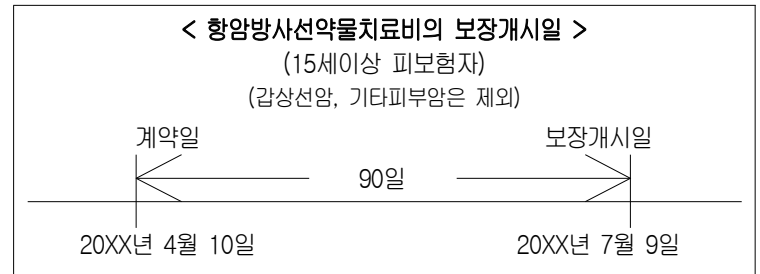 < 항암방사선약물치료비의 보장개시일 >
(15세이상 피보험자)
(갑상선암, 기타피부암은 제외)
계약일 보장개시일
90일
20XX년 4월 10일 20XX년 7월 9일